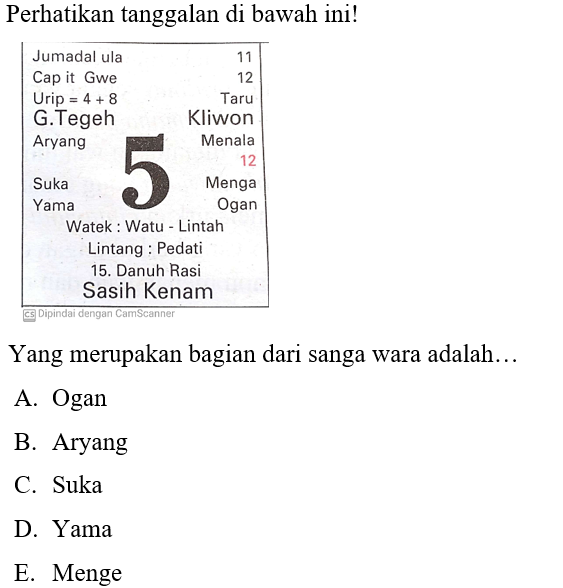 Perhatikan tanggalan di bawah ini!
Jumadal ula 11
Cap it Gwe 12
Urip = 4 + 8 Taru
G.Tegeh Kliwon
Aryang Menala
5
12
Suka Menga
Yama Ogan
Watek : Watu - Lintah
Lintang : Pedati
15. Danuh Rasi
Sasih Kenam
CS Dipindai dengan CamScanner
Yang merupakan bagian dari sanga wara adalah…
A. Ogan
B. Aryang
C. Suka
D. Yama
E. Menge